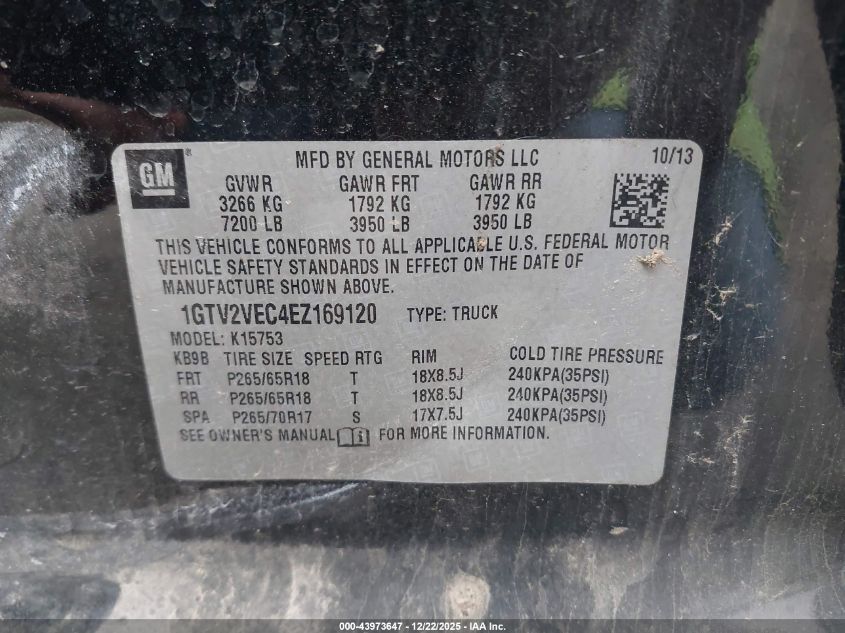 GM
MFD BY GENERAL MOTORS LLC 10/13
GVWR GAWR FRT GAWR RR
3266 KG 1792 KG 1792 KG
7200 LB 3950 LB 3950 LB
THIS VEHICLE CONFORMS TO ALL APPLICABLE U.S. FEDERAL MOTOR
VEHICLE SAFETY STANDARDS IN EFFECT ON THE DATE OF
MANUFACTURE SHOWN ABOVE.
1GTV2VEC4EZ169120 TYPE: TRUCK
MODEL: K15753
KB9B TIRE SIZE SPEED RTG RIM COLD TIRE PRESSURE
FRT P265/65R18 T 18X8.5J 240KPA(35PSI)
RR P265/65R18 T 18X8.5J 240KPA(35PSI)
SPA P265/70R17 S 17X7.5J 240KPA(35PSI)
SEE OWNER'S MANUAL FOR MORE INFORMATION.
000-43973647 - 12/22/2025 - IAA Inc.